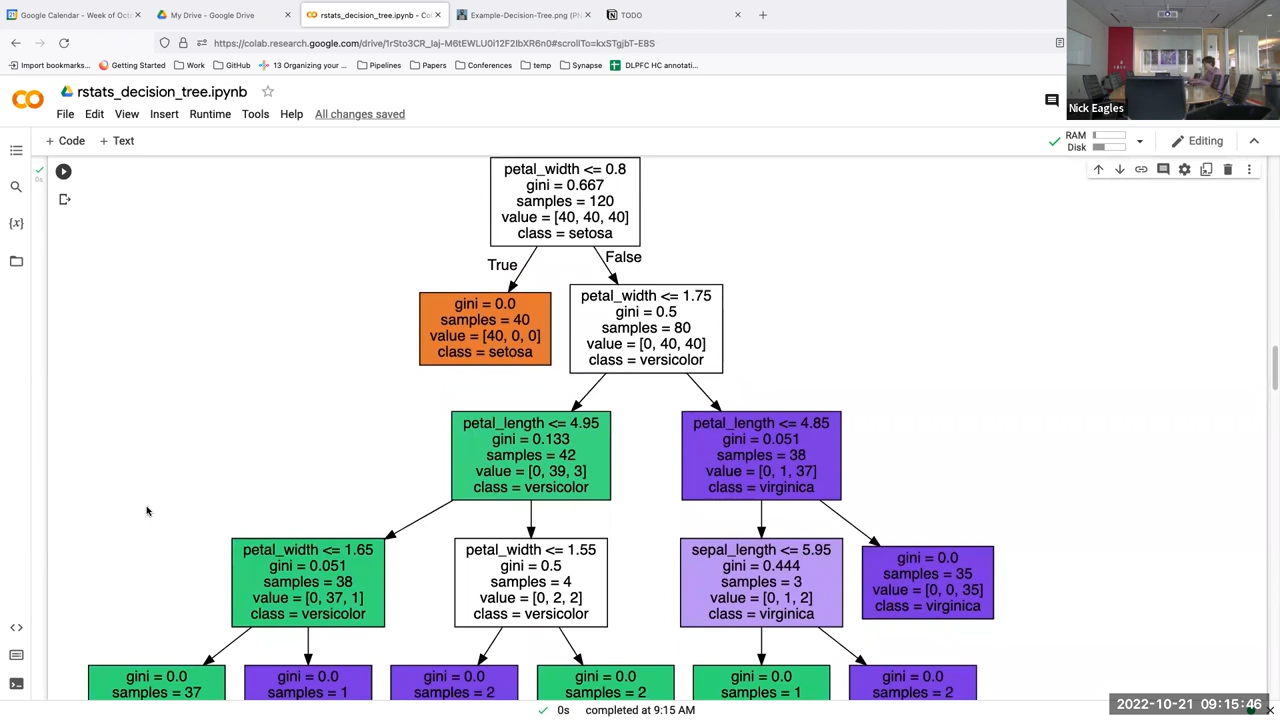 Google Calendar - Week of Oct
My Drive - Google Drive
rstats_decision_tree.ipynb - Col
Example-Decision-Tree.png (PN
TODO
https://colab.research.google.com/drive/1rSto3CR_laj-M6tEWLU0i12F2IbXR6n0#scrollTo=kxSTgjbT-E8S
Import bookmarks...
Getting Started
Work
GitHub
13 Organizing your ...
Pipelines
Papers
Conferences
temp
Synapse
DLPFC HC annotati...
Nick Eagles
CO
rstats_decision_tree.ipynb
File Edit View Insert Runtime Tools Help All changes saved
+ Code + Text
RAM
Disk
Editing
0s
{x}
petal_width <= 0.8
gini = 0.667
samples = 120
value = [40, 40, 40]
class = setosa
True
False
gini = 0.0
samples = 40
value = [40, 0, 0]
class = setosa
petal_width <= 1.75
gini = 0.5
samples = 80
value = [0, 40, 40]
class = versicolor
petal_length <= 4.95
gini = 0.133
samples = 42
value = [0, 39, 3]
class = versicolor
petal_length <= 4.85
gini = 0.051
samples = 38
value = [0, 1, 37]
class = virginica
petal_width <= 1.65
gini = 0.051
samples = 38
value = [0, 37, 1]
class = versicolor
petal_width <= 1.55
gini = 0.5
samples = 4
value = [0, 2, 2]
class = versicolor
sepal_length <= 5.95
gini = 0.444
samples = 3
value = [0, 1, 2]
class = virginica
gini = 0.0
samples = 35
value = [0, 0, 35]
class = virginica
gini = 0.0
samples = 37
gini = 0.0
samples = 1
gini = 0.0
samples = 2
gini = 0.0
samples = 2
gini = 0.0
samples = 1
gini = 0.0
samples = 2
0s completed at 9:15 AM
2022-10-21 09:15:46